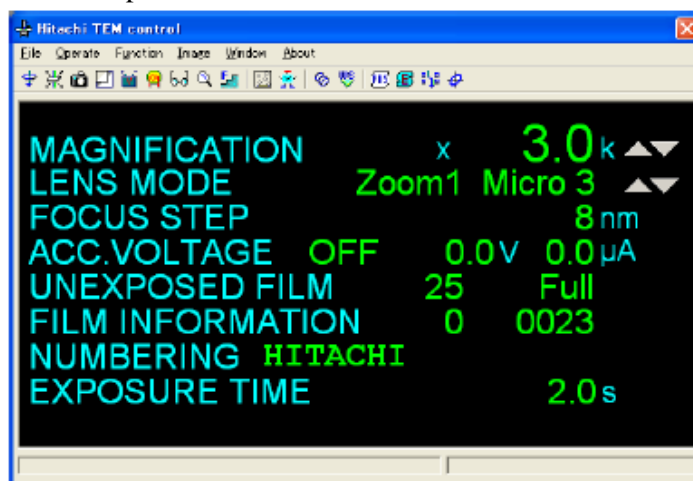 Hitachi TEM control
File Operate Function Image Window About
MAGNIFICATION x 3.0 k
LENS MODE Zoom1 Micro 3
FOCUS STEP 8 nm
ACC.VOLTAGE OFF 0.0 V 0.0 µA
UNEXPOSED FILM 25 Full
FILM INFORMATION 0 0023
NUMBERING HITACHI
EXPOSURE TIME 2.0 s